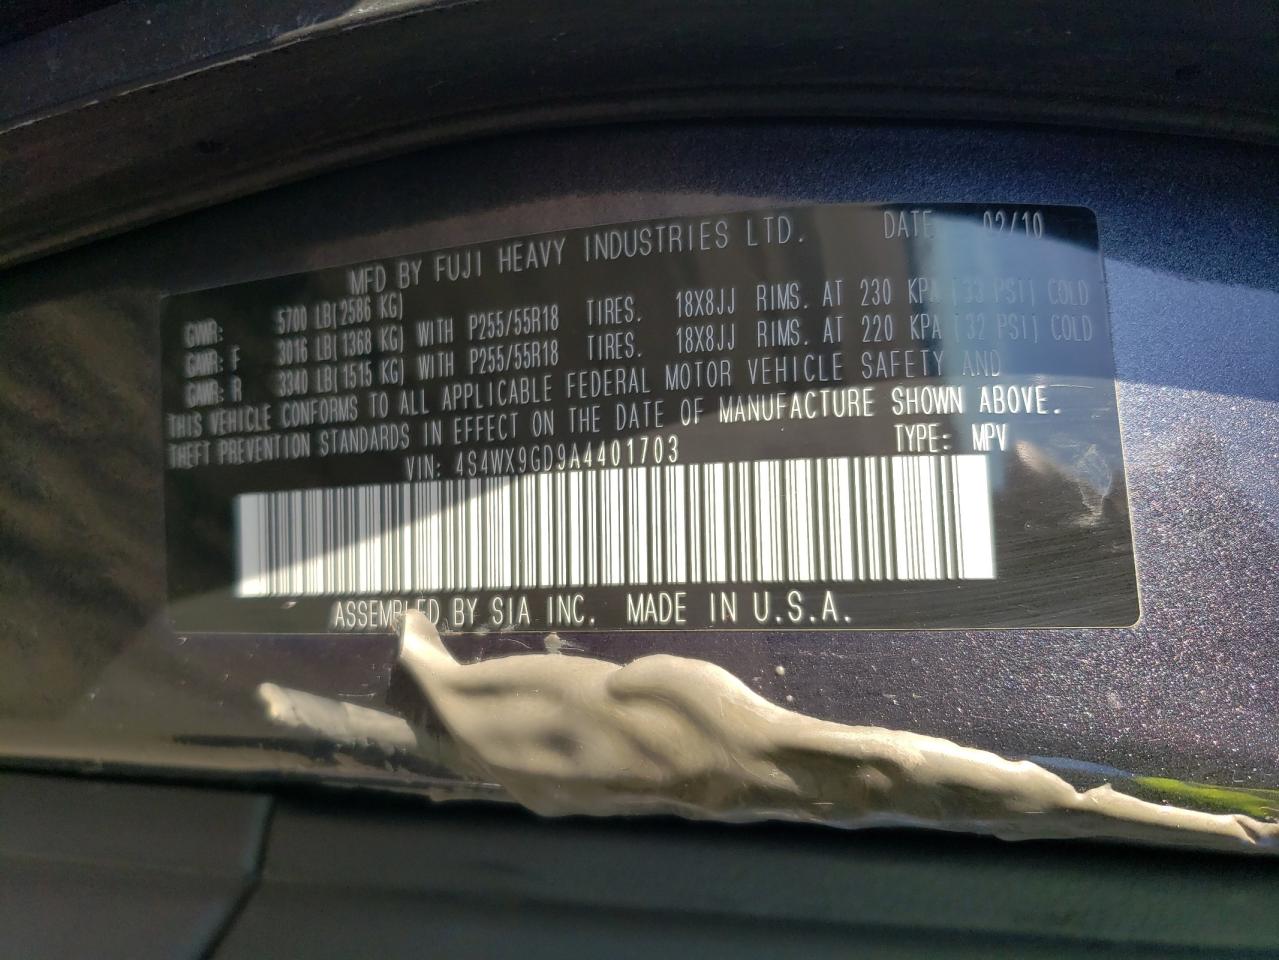 MFD BY FUJI HEAVY INDUSTRIES LTD. DATE 02/10
GVWR: 5700 LB(2586 KG)
GAWR: F 3016 LB(1368 KG) WITH P255/55R18 TIRES. 18X8JJ RIMS. AT 230 KPA (33 PSI) COLD
GAWR: R 3340 LB(1515 KG) WITH P255/55R18 TIRES. 18X8JJ RIMS. AT 220 KPA (32 PSI) COLD
THIS VEHICLE CONFORMS TO ALL APPLICABLE FEDERAL MOTOR VEHICLE SAFETY AND
THEFT PREVENTION STANDARDS IN EFFECT ON THE DATE OF MANUFACTURE SHOWN ABOVE.
VIN: 4S4WX9GD9A4401703 TYPE: MPV
ASSEMBLED BY SIA INC. MADE IN U.S.A.